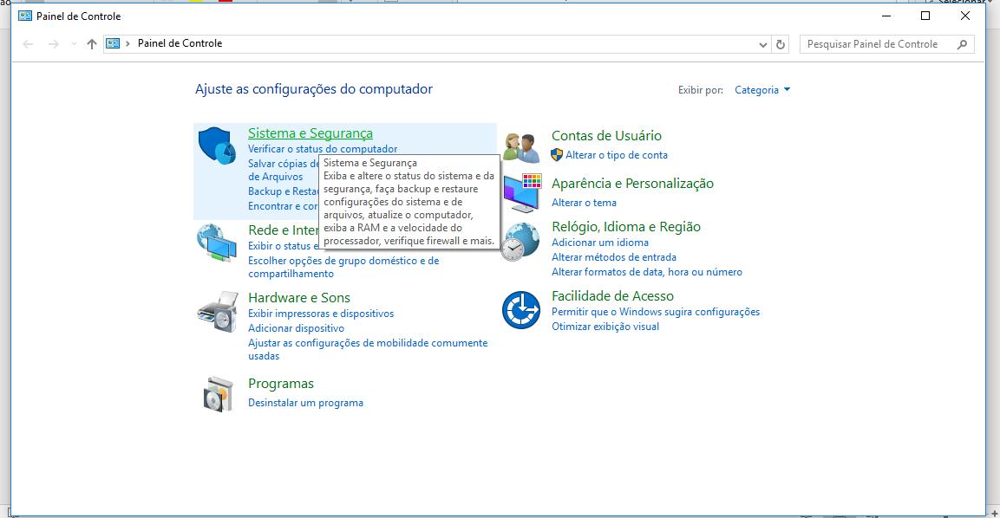 ão
Selecionar
Painel de Controle
Painel de Controle
Pesquisar Painel de Controle
Ajuste as configurações do computador
Exibir por:
Categoria
Sistema e Segurança
Verificar o status do computador
Salvar cópias de
de Arquivos
Backup e Restau
Encontrar e cor
Sistema e Segurança
Exiba e altere o status do sistema e da
segurança, faça backup e restaure
configurações do sistema e de
arquivos, atualize o computador,
exiba a RAM e a velocidade do
processador, verifique firewall e mais.
Rede e Inter
Exibir o status e
Escolher opções de grupo doméstico e de
compartilhamento
Hardware e Sons
Exibir impressoras e dispositivos
Adicionar dispositivo
Ajustar as configurações de mobilidade comumente
usadas
Programas
Desinstalar um programa
Contas de Usuário
Alterar o tipo de conta
Aparência e Personalização
Alterar o tema
Relógio, Idioma e Região
Adicionar um idioma
Alterar métodos de entrada
Alterar formatos de data, hora ou número
Facilidade de Acesso
Permitir que o Windows sugira configurações
Otimizar exibição visual